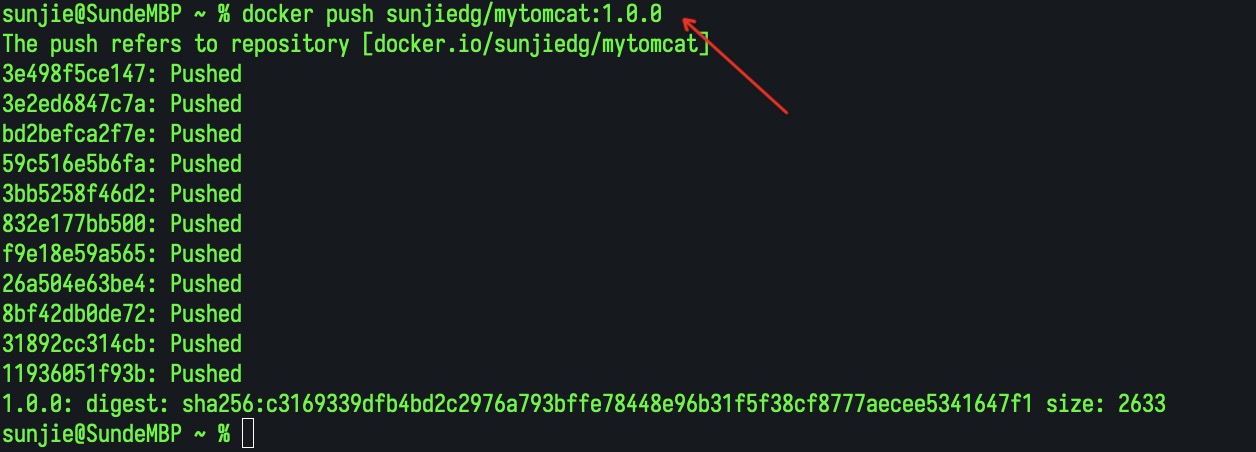 sunjie@SundeMBP ~ % docker push sunjiedg/mytomcat:1.0.0
The push refers to repository [docker.io/sunjiedg/mytomcat]
3e498f5ce147: Pushed
3e2ed6847c7a: Pushed
bd2befca2f7e: Pushed
59c516e5b6fa: Pushed
3bb5258f46d2: Pushed
832e177bb500: Pushed
f9e18e59a565: Pushed
26a504e63be4: Pushed
8bf42db0de72: Pushed
31892cc314cb: Pushed
11936051f93b: Pushed
1.0.0: digest: sha256:c3169339dfb4bd2c2976a793bffe78448e96b31f5f38cf8777aecee5341647f1 size: 2633
sunjie@SundeMBP ~ %